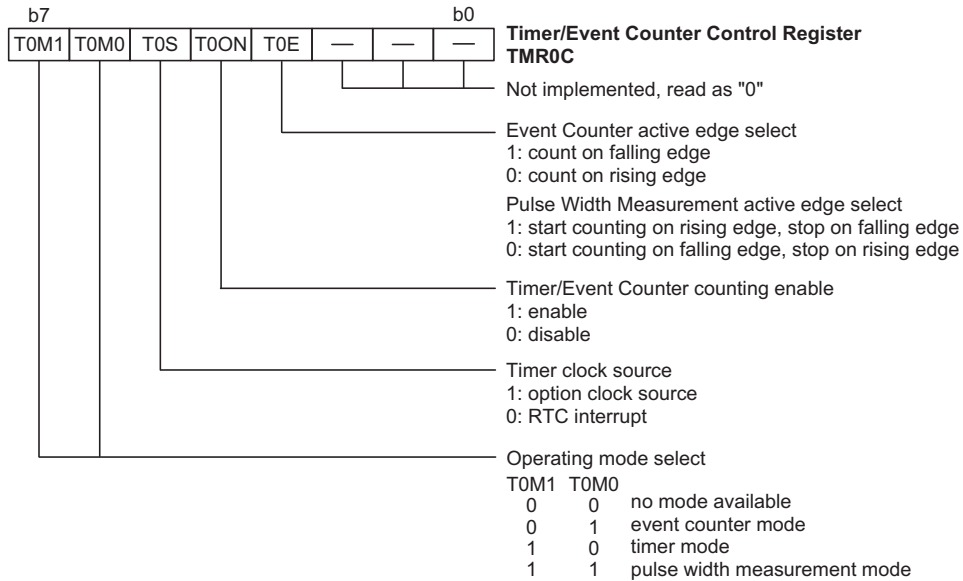 b7 b0
T0M1 T0M0 T0S T0ON T0E — — —
Timer/Event Counter Control Register
TMR0C
Not implemented, read as "0"
Event Counter active edge select
1: count on falling edge
0: count on rising edge
Pulse Width Measurement active edge select
1: start counting on rising edge, stop on falling edge
0: start counting on falling edge, stop on rising edge
Timer/Event Counter counting enable
1: enable
0: disable
Timer clock source
1: option clock source
0: RTC interrupt
Operating mode select
T0M1 T0M0
0 0 no mode available
0 1 event counter mode
1 0 timer mode
1 1 pulse width measurement mode